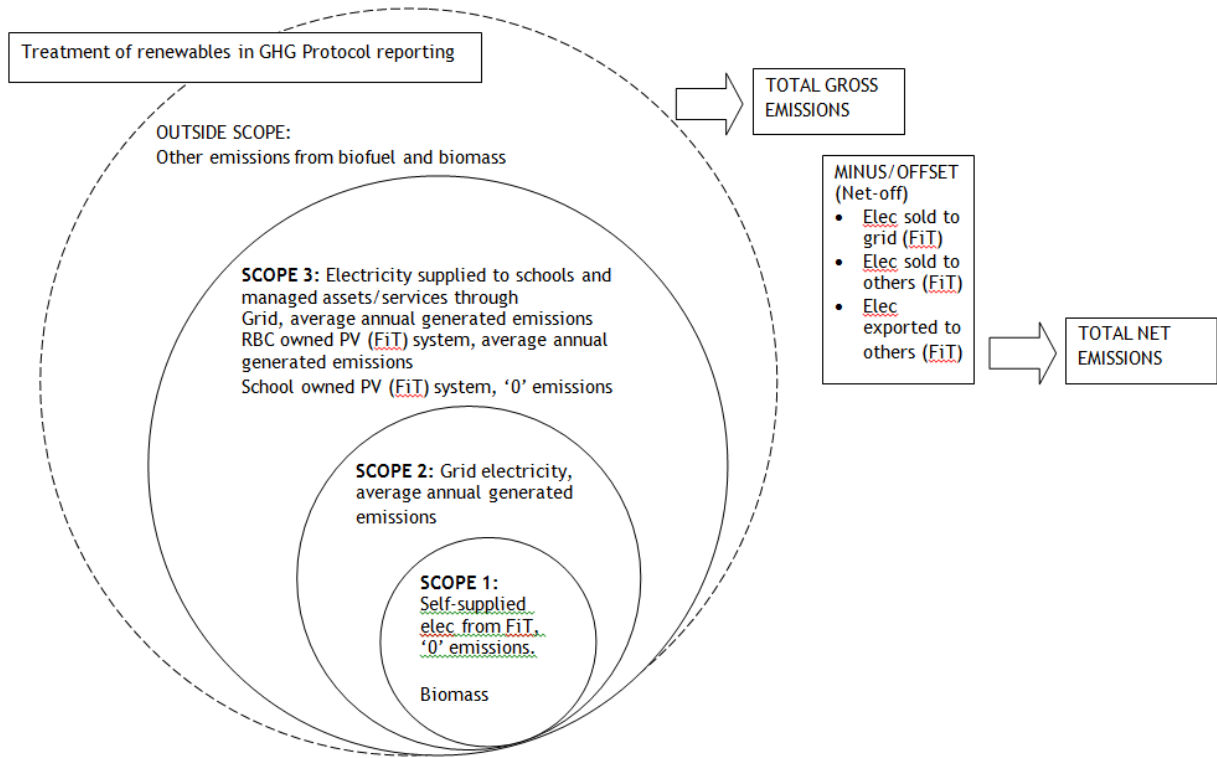 Treatment of renewables in GHG Protocol reporting
TOTAL GROSS
EMISSIONS
OUTSIDE SCOPE:
Other emissions from biofuel and biomass
MINUS/OFFSET
(Net-off)
• Elec sold to
grid (FiT)
• Elec sold to
others (FiT)
• Elec
exported to
others (FiT)
TOTAL NET
EMISSIONS
SCOPE 3: Electricity supplied to schools and
managed assets/services through
Grid, average annual generated emissions
RBC owned PV (FiT) system, average annual
generated emissions
School owned PV (FiT) system, ‘0’ emissions
SCOPE 2: Grid electricity,
average annual generated
emissions
SCOPE 1:
Self-supplied
elec from FiT,
‘0’ emissions.
Biomass